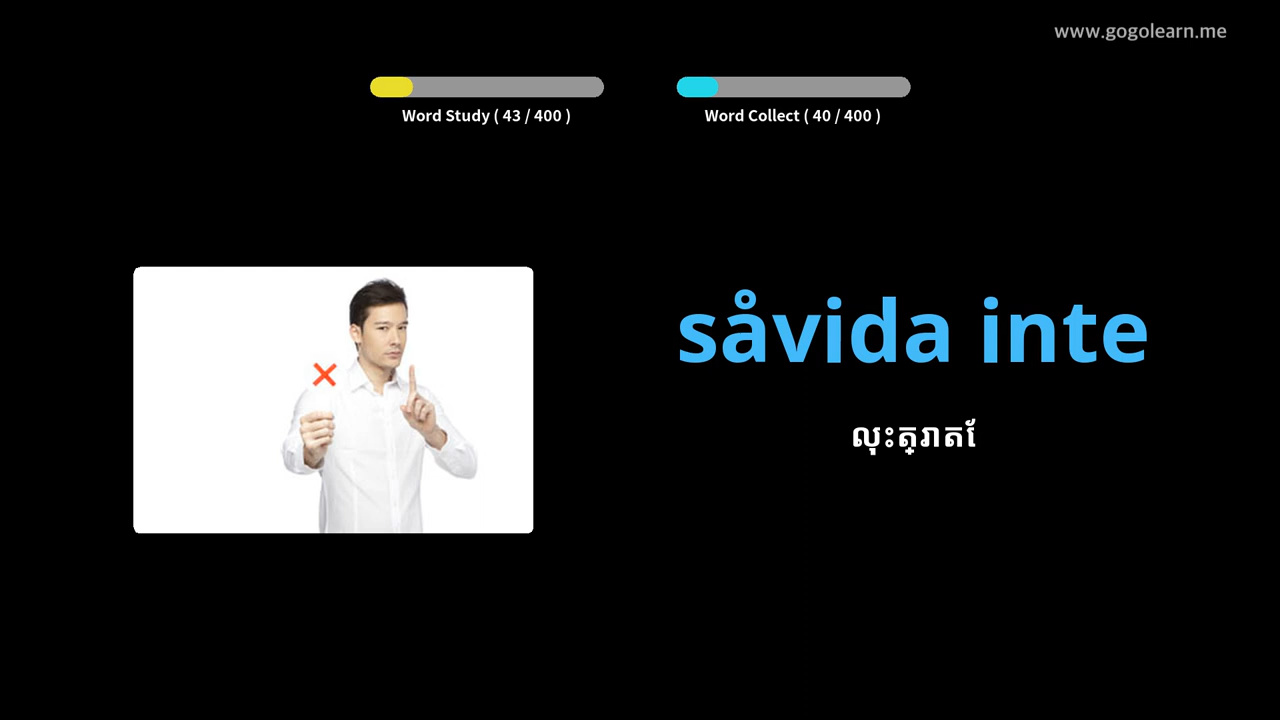 www.gogolearn.me
Word Study ( 43 / 400 )
Word Collect ( 40 / 400 )
såvida inte
លុះត្រាតែ